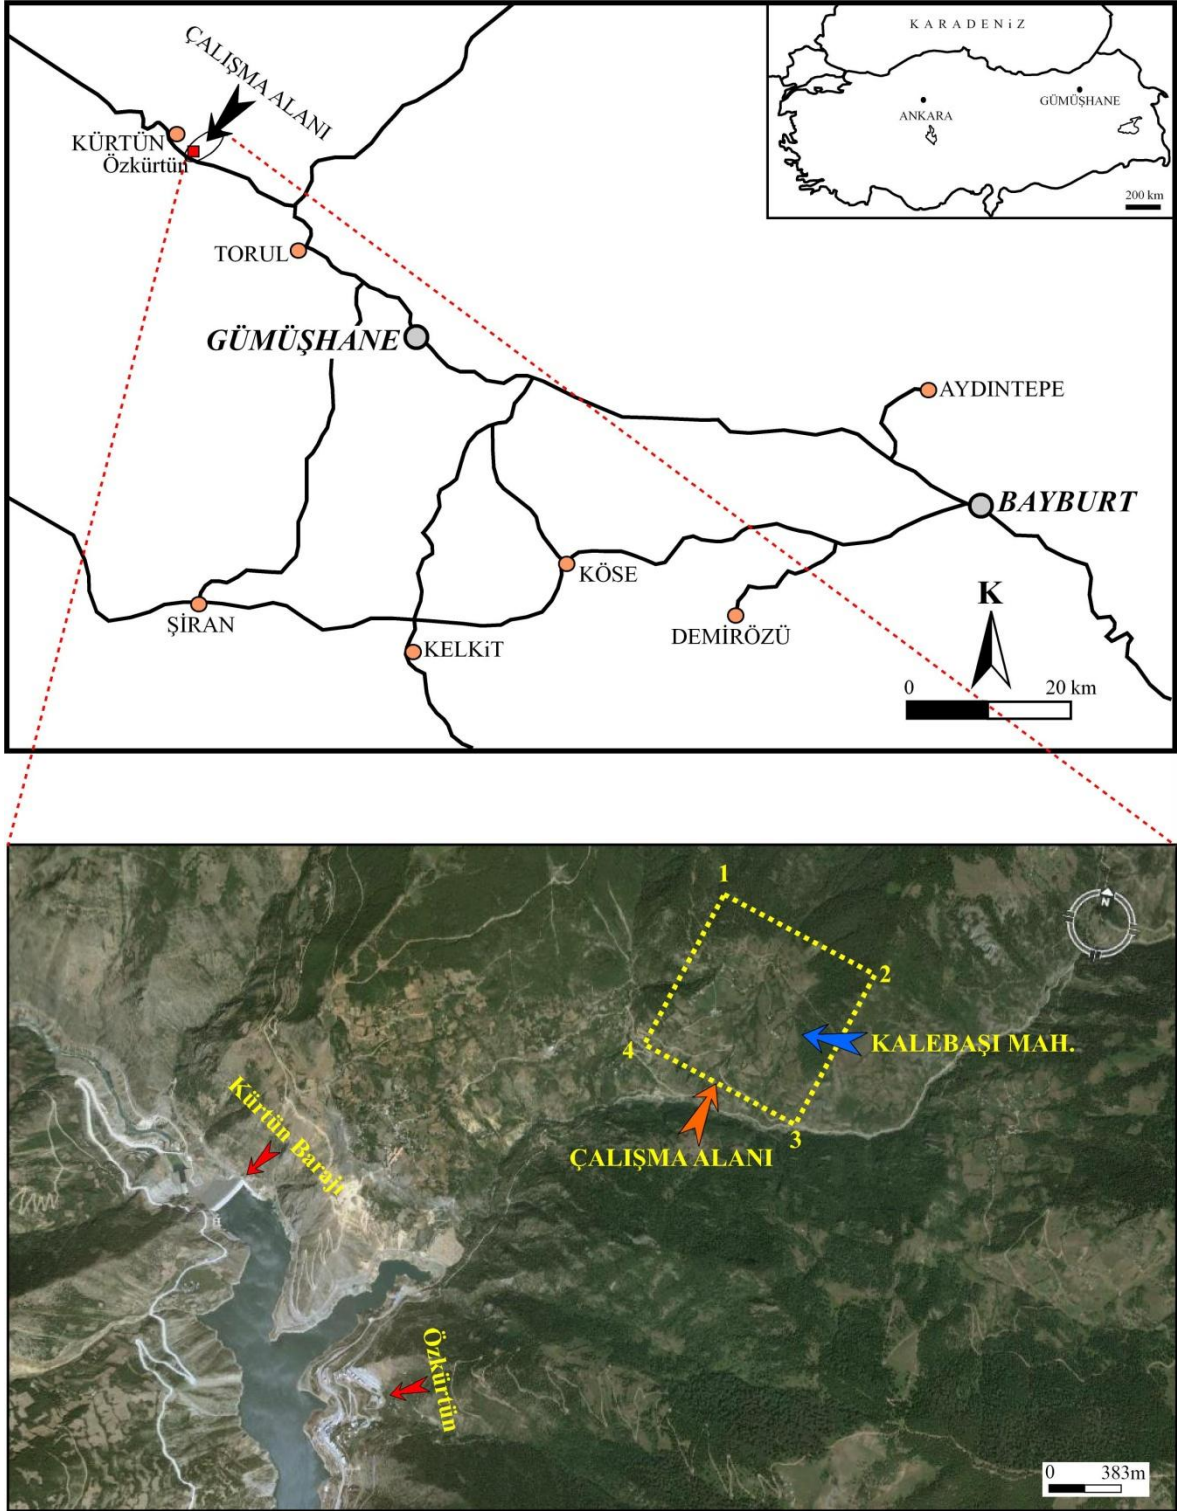 KARADENiZ
ANKARA
GÜMÜŞHANE
200 km
ÇALIŞMA ALANI
KÜRTÜN
Özkürtün
TORUL
GÜMÜŞHANE
AYDINTEPE
BAYBURT
KÖSE
ŞİRAN
KELKiT
DEMİRÖZÜ
K
0 20 km
1
2
N
4
KALEBAŞI MAH.
3
ÇALIŞMA ALANI
Kürtün Barajı
Özkürtün
0 383m